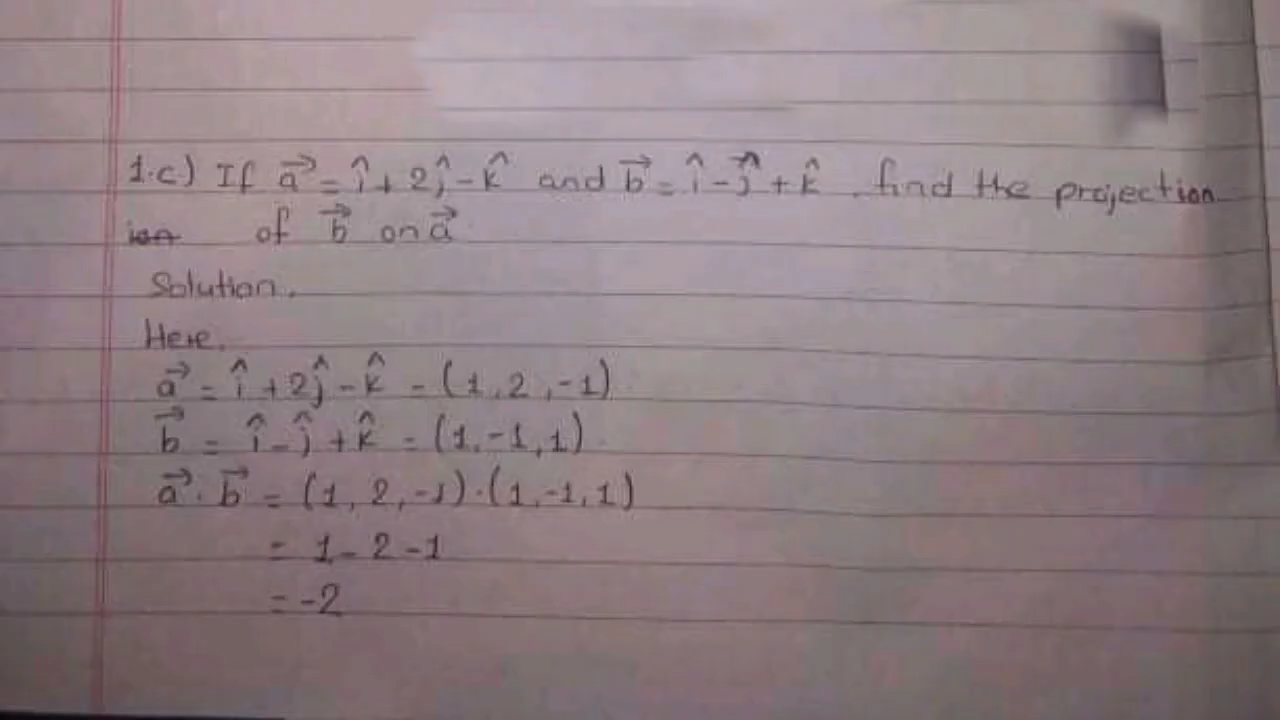 1.c) If a⃗ = î + 2ĵ - k̂ and b⃗ = î - ĵ + k̂ . find the projection
ion of b⃗ on a⃗
Solution.
Here,
a⃗ = î + 2ĵ - k̂ = (1, 2, -1)
b⃗ = î - ĵ + k̂ = (1, -1, 1)
a⃗ . b⃗ = (1, 2, -1) . (1, -1, 1)
= 1 - 2 - 1
= -2